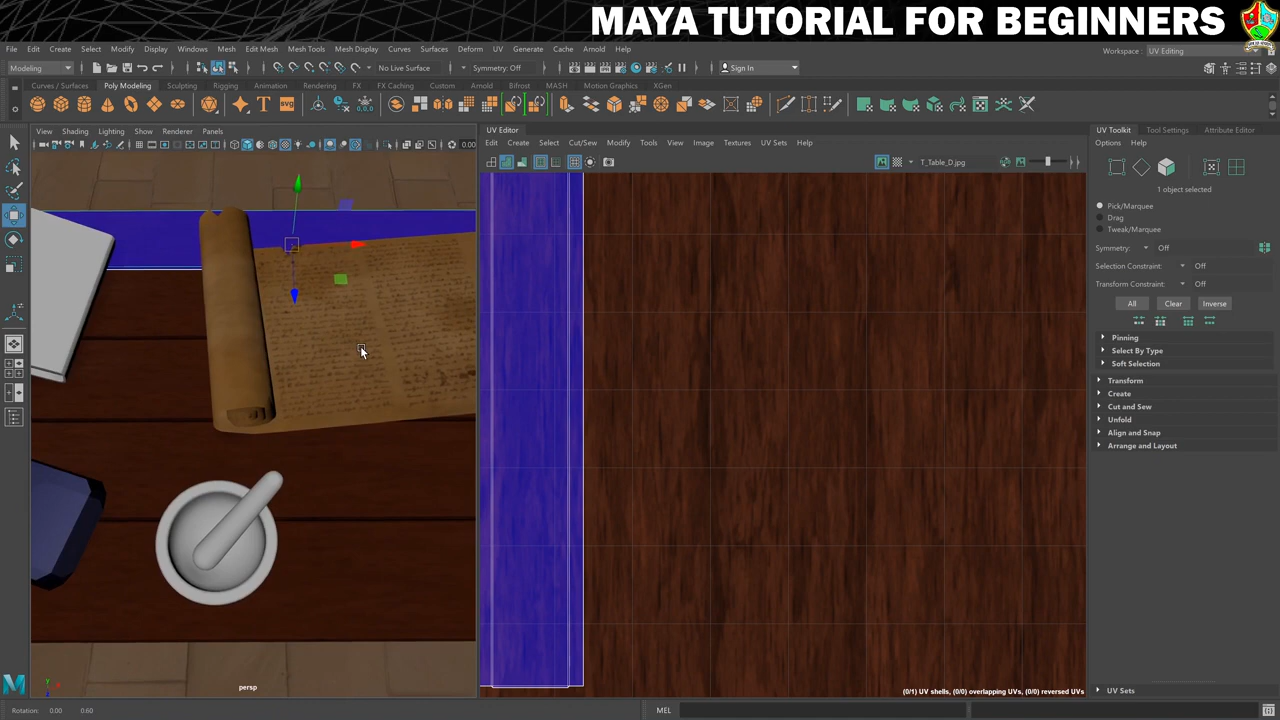 MAYA TUTORIAL FOR BEGINNERS
File Edit Create Select Modify Display Windows Mesh Edit Mesh Mesh Tools Mesh Display Curves Surfaces Deform UV Generate Cache Arnold Help
Workspace : UV Editing
Modeling No Live Surface Symmetry: Off Sign In
Curves / Surfaces Poly Modeling Sculpting Rigging Animation Rendering FX FX Caching Custom Arnold Bifrost MASH Motion Graphics XGen
View Shading Lighting Show Renderer Panels
0.00
UV Editor
Edit Create Select Cut/Sew Modify Tools View Image Textures UV Sets Help
T_Table_D.jpg
UV Toolkit Tool Settings Attribute Editor
Options Help
1 object selected
Pick/Marquee
Drag
Tweak/Marquee
Symmetry: Off
Selection Constraint: Off
Transform Constraint: Off
All Clear Inverse
Pinning
Select By Type
Soft Selection
Transform
Create
Cut and Sew
Unfold
Align and Snap
Arrange and Layout
UV Sets
persp
(0/1) UV shells, (0/0) overlapping UVs, (0/0) reversed UVs
Rotation: 0.00 0.60
MEL